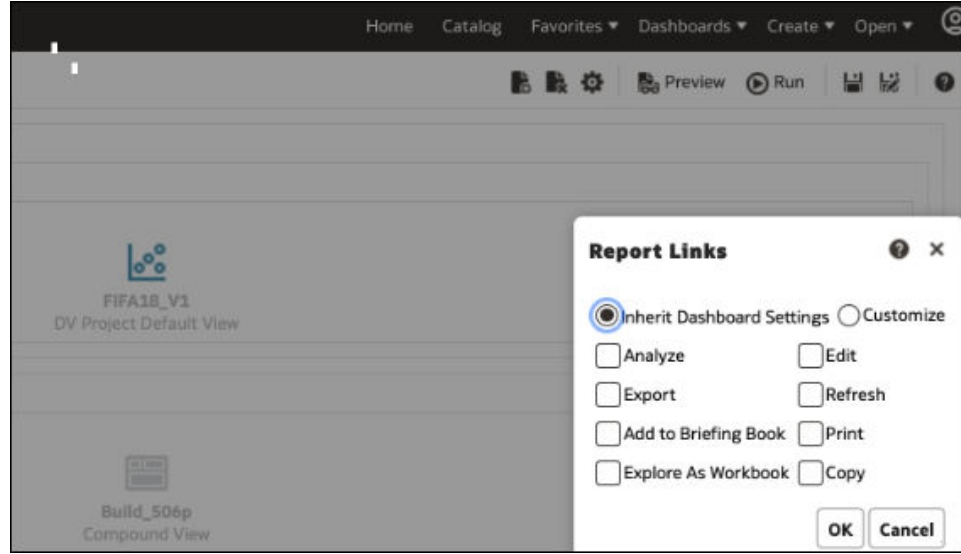 Home Catalog Favorites Dashboards Create Open
Preview Run
Report Links
Inherit Dashboard Settings Customize
FIFA18_V1
DV Project Default View
Analyze Edit
Export Refresh
Add to Briefing Book Print
Explore As Workbook Copy
Build_506p
Compound View
OK Cancel